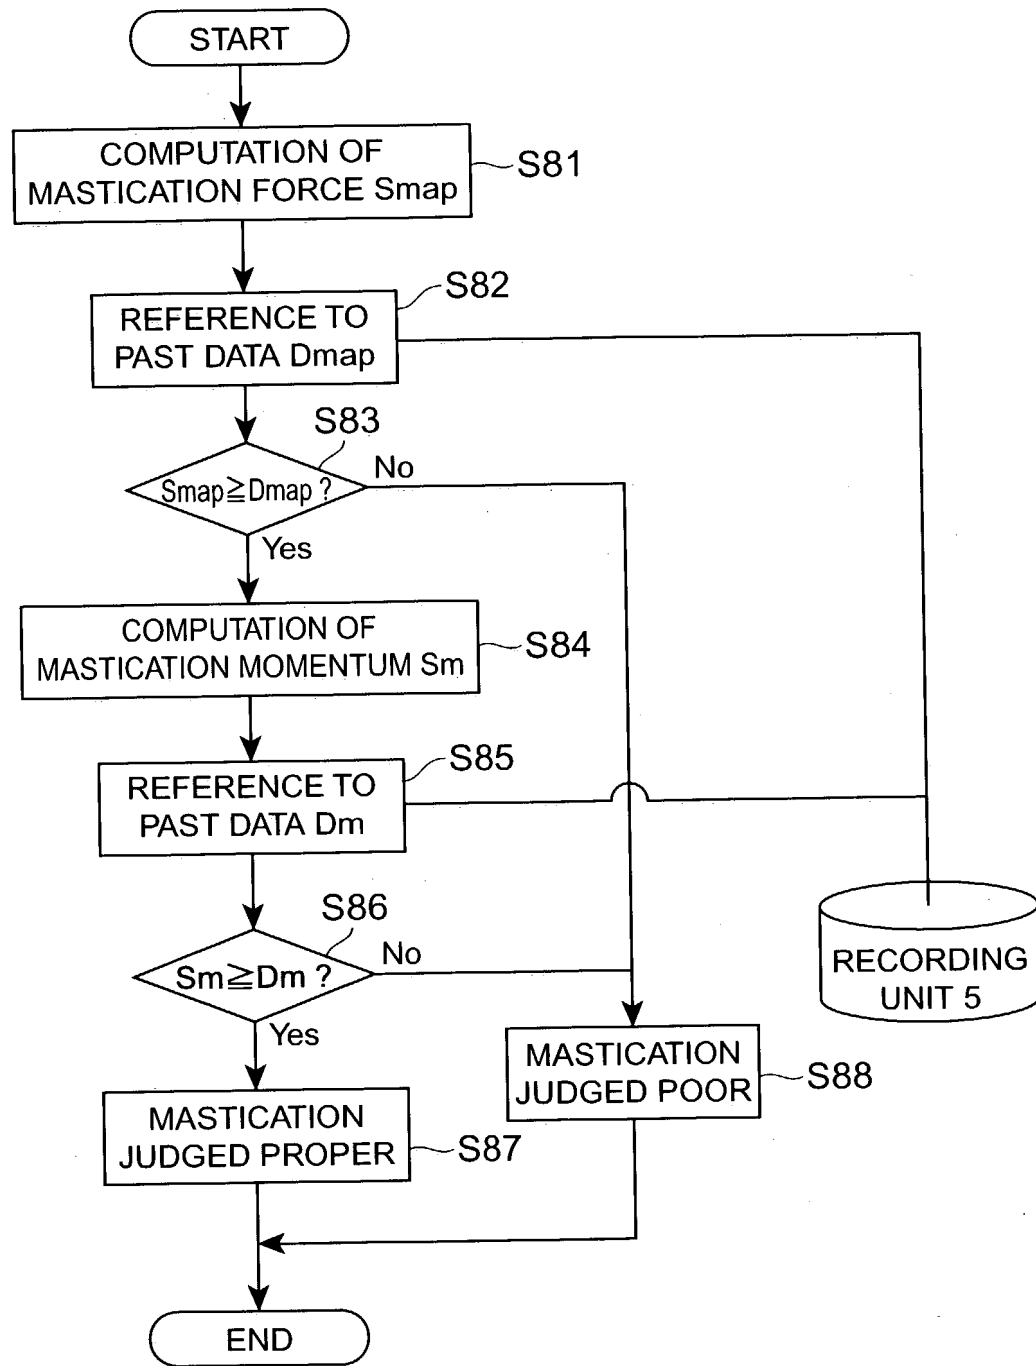 START
COMPUTATION OF
MASTICATION FORCE Smap
S81
S82
REFERENCE TO
PAST DATA Dmap
S83
Smap≧Dmap ?
No
Yes
COMPUTATION OF
MASTICATION MOMENTUM Sm
S84
S85
REFERENCE TO
PAST DATA Dm
S86
Sm≧Dm ?
No
Yes
RECORDING
UNIT 5
MASTICATION
JUDGED POOR
S88
MASTICATION
JUDGED PROPER
S87
END